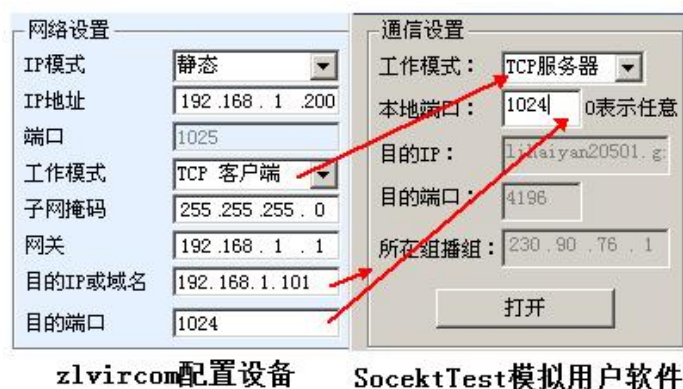 网络设置
IP模式 静态
IP地址 192 .168 . 1 .200
端口 1025
工作模式 TCP 客户端
子网掩码 255 .255 .255 . 0
网关 192 .168 . 1 . 1
目的IP或域名 192.168.1.101
目的端口 1024
zlvircom配置设备
通信设置
工作模式： TCP服务器
本地端口： 1024 0表示任意
目的IP： lihaiyan20501.g
目的端口： 4196
所在组播组： 230 .90 .76 . 1
打开
SocektTest模拟用户软件